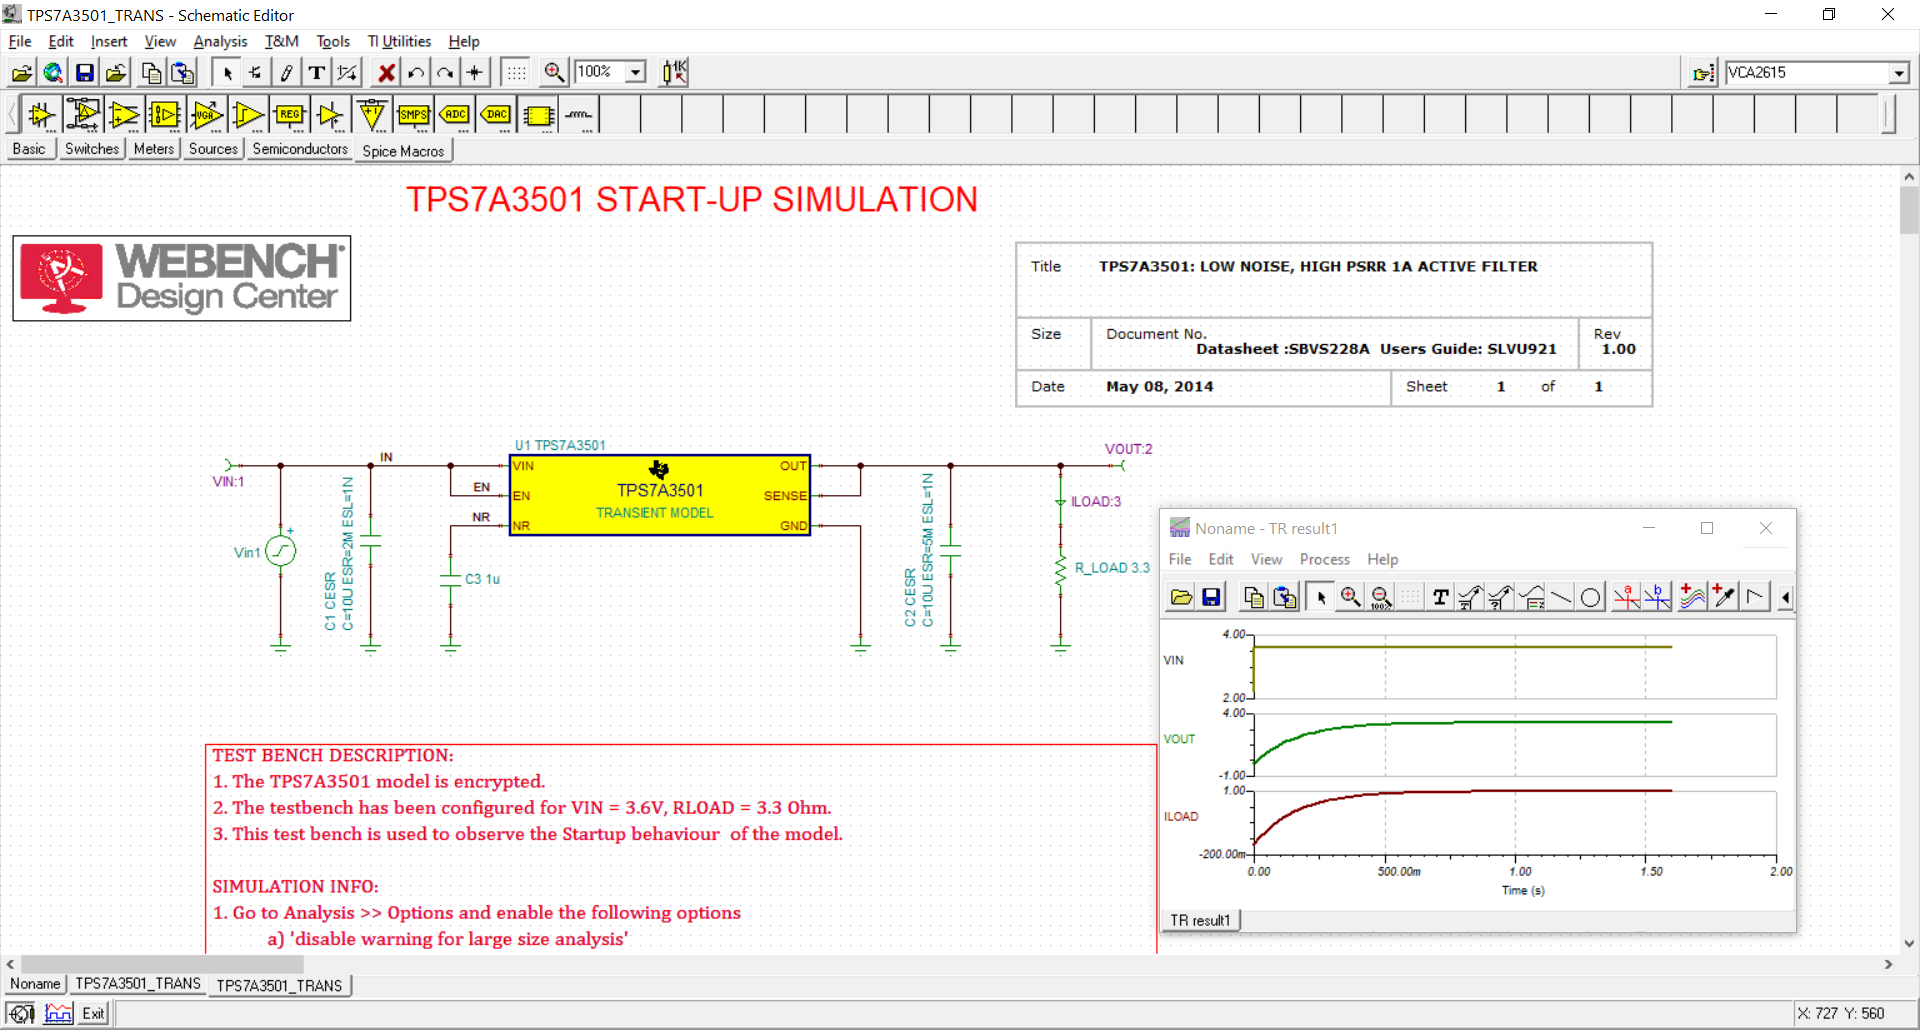 TPS7A3501_TRANS - Schematic Editor
File Edit Insert View Analysis T&M Tools TI Utilities Help
100%
1K
VCA2615
VGA
REG
SMPS
ADC
DAC
Basic Switches Meters Sources Semiconductors Spice Macros
TPS7A3501 START-UP SIMULATION
WEBENCH
Design Center
Title TPS7A3501: LOW NOISE, HIGH PSRR 1A ACTIVE FILTER
Size Document No. Rev
Datasheet :SBVS228A Users Guide: SLVU921 1.00
Date May 08, 2014 Sheet 1 of 1
U1 TPS7A3501
VIN:1
IN
EN
NR
VIN
EN
NR
TPS7A3501
TRANSIENT MODEL
OUT
SENSE
GND
VOUT:2
ILOAD:3
Vin1
+
C1 CESR
C=10U ESR=2M ESL=1N
C3 1u
C2 CESR
C=10U ESR=5M ESL=1N
R_LOAD 3.3
TEST BENCH DESCRIPTION:
1. The TPS7A3501 model is encrypted.
2. The testbench has been configured for VIN = 3.6V, RLOAD = 3.3 Ohm.
3. This test bench is used to observe the Startup behaviour of the model.
SIMULATION INFO:
1. Go to Analysis >> Options and enable the following options
a) 'disable warning for large size analysis'
Noname - TR result1
File Edit View Process Help
100%
T
a
b
4.00
VIN
2.00
4.00
VOUT
-1.00
1.00
ILOAD
-200.00m
0.00 500.00m 1.00 1.50 2.00
Time (s)
TR result1
Noname TPS7A3501_TRANS TPS7A3501_TRANS
Exit
X: 727 Y: 560